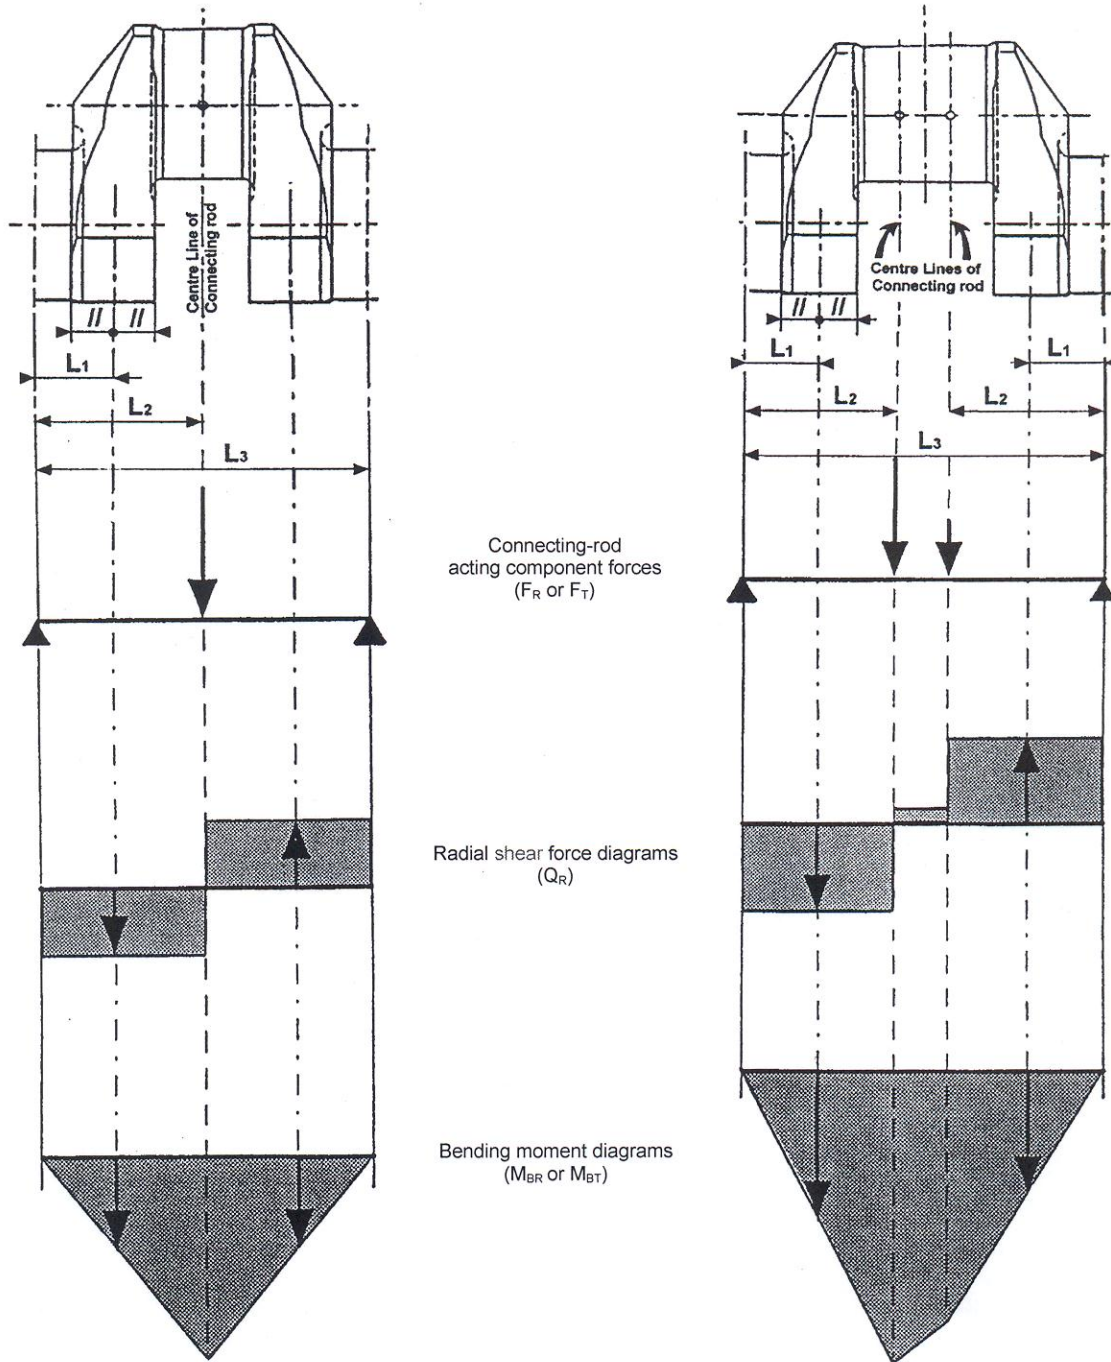 Centre Line of
Connecting rod
Centre Lines of
Connecting rod
// //
// //
L1
L1
L1
L2
L2
L2
L3
L3
Connecting-rod
acting component forces
(FR or FT)
Radial shear force diagrams
(QR)
Bending moment diagrams
(MBR or MBT)